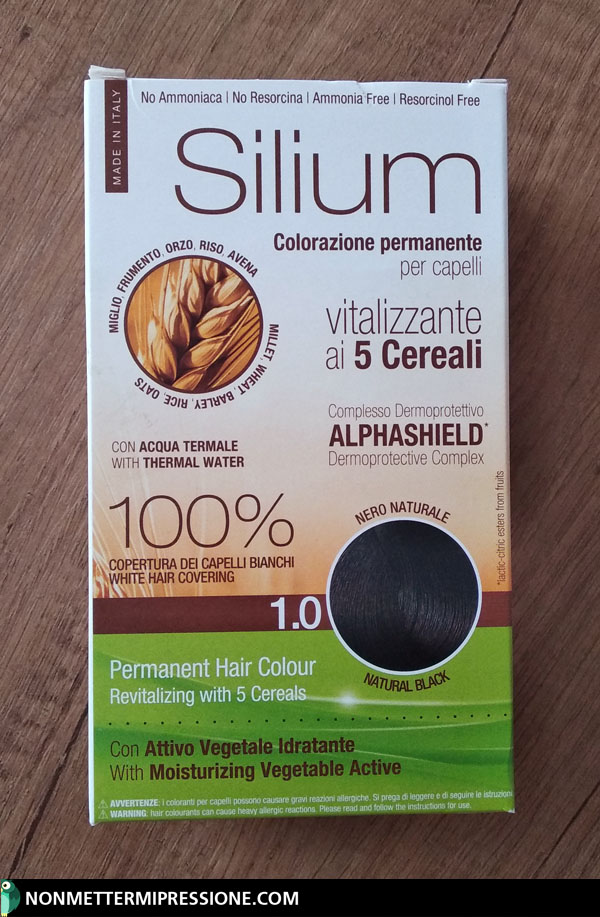 MADE IN ITALY
No Ammoniaca | No Resorcina | Ammonia Free | Resorcinol Free
Silium
Colorazione permanente
per capelli
MIGLIO, FRUMENTO, ORZO, RISO, AVENA
MILLET, WHEAT, BARLEY, RICE, OATS
vitalizzante
ai 5 Cereali
Complesso Dermoprotettivo
ALPHASHIELD*
Dermoprotective Complex
CON ACQUA TERMALE
WITH THERMAL WATER
*lactic-citric esters from fruits
100%
COPERTURA DEI CAPELLI BIANCHI
WHITE HAIR COVERING
NERO NATURALE
1.0
NATURAL BLACK
Permanent Hair Colour
Revitalizing with 5 Cereals
Con Attivo Vegetale Idratante
With Moisturizing Vegetable Active
AVVERTENZE: I coloranti per capelli possono causare gravi reazioni allergiche. Si prega di leggere e di seguire le istruzioni
WARNING: hair colourants can cause heavy allergic reactions. Please read and follow the instructions for use.
NONMETTERMIPRESSIONE.COM